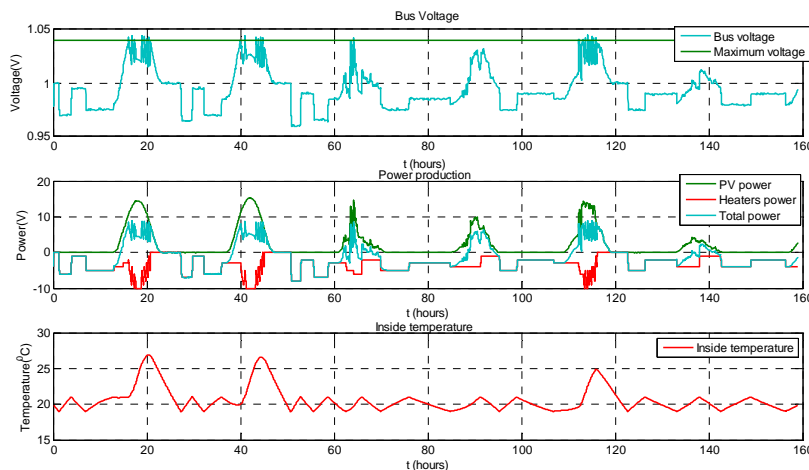 Bus Voltage
1.05
1
0.95
Voltage(V)
Bus voltage
Maximum voltage
0 20 40 60 80 100 120 140 160
t (hours)
Power production
20
10
0
-10
Power(V)
PV power
Heaters power
Total power
0 20 40 60 80 100 120 140 160
t (hours)
Inside temperature
30
25
20
15
Temperature(⁰C)
Inside temperature
0 20 40 60 80 100 120 140 160
t (hours)